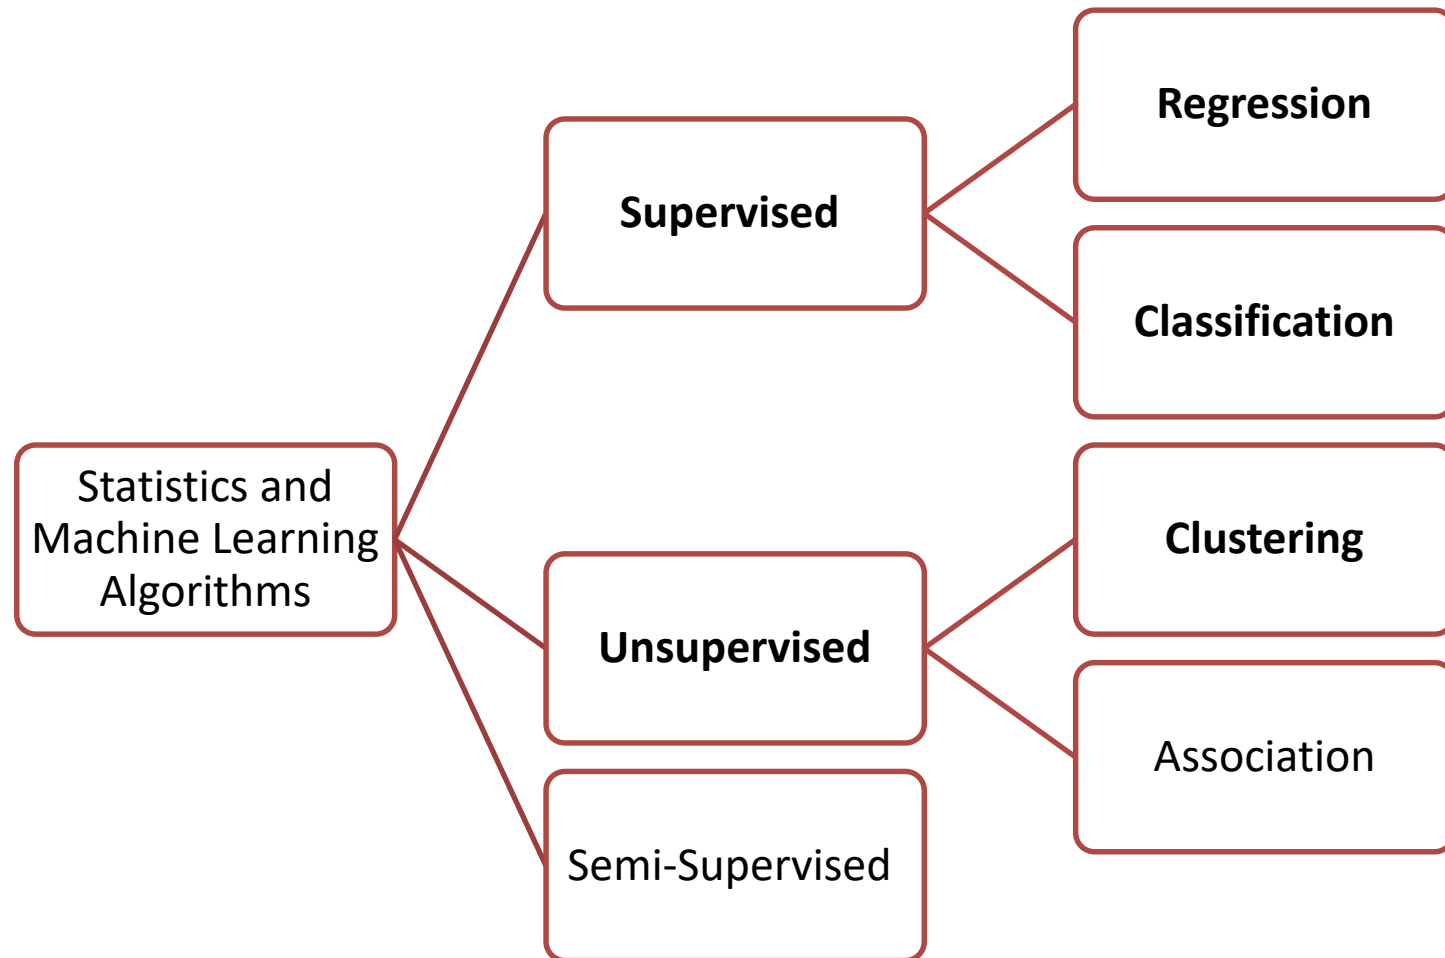 Statistics and
Machine Learning
Algorithms
Supervised
Regression
Classification
Unsupervised
Clustering
Association
Semi-Supervised